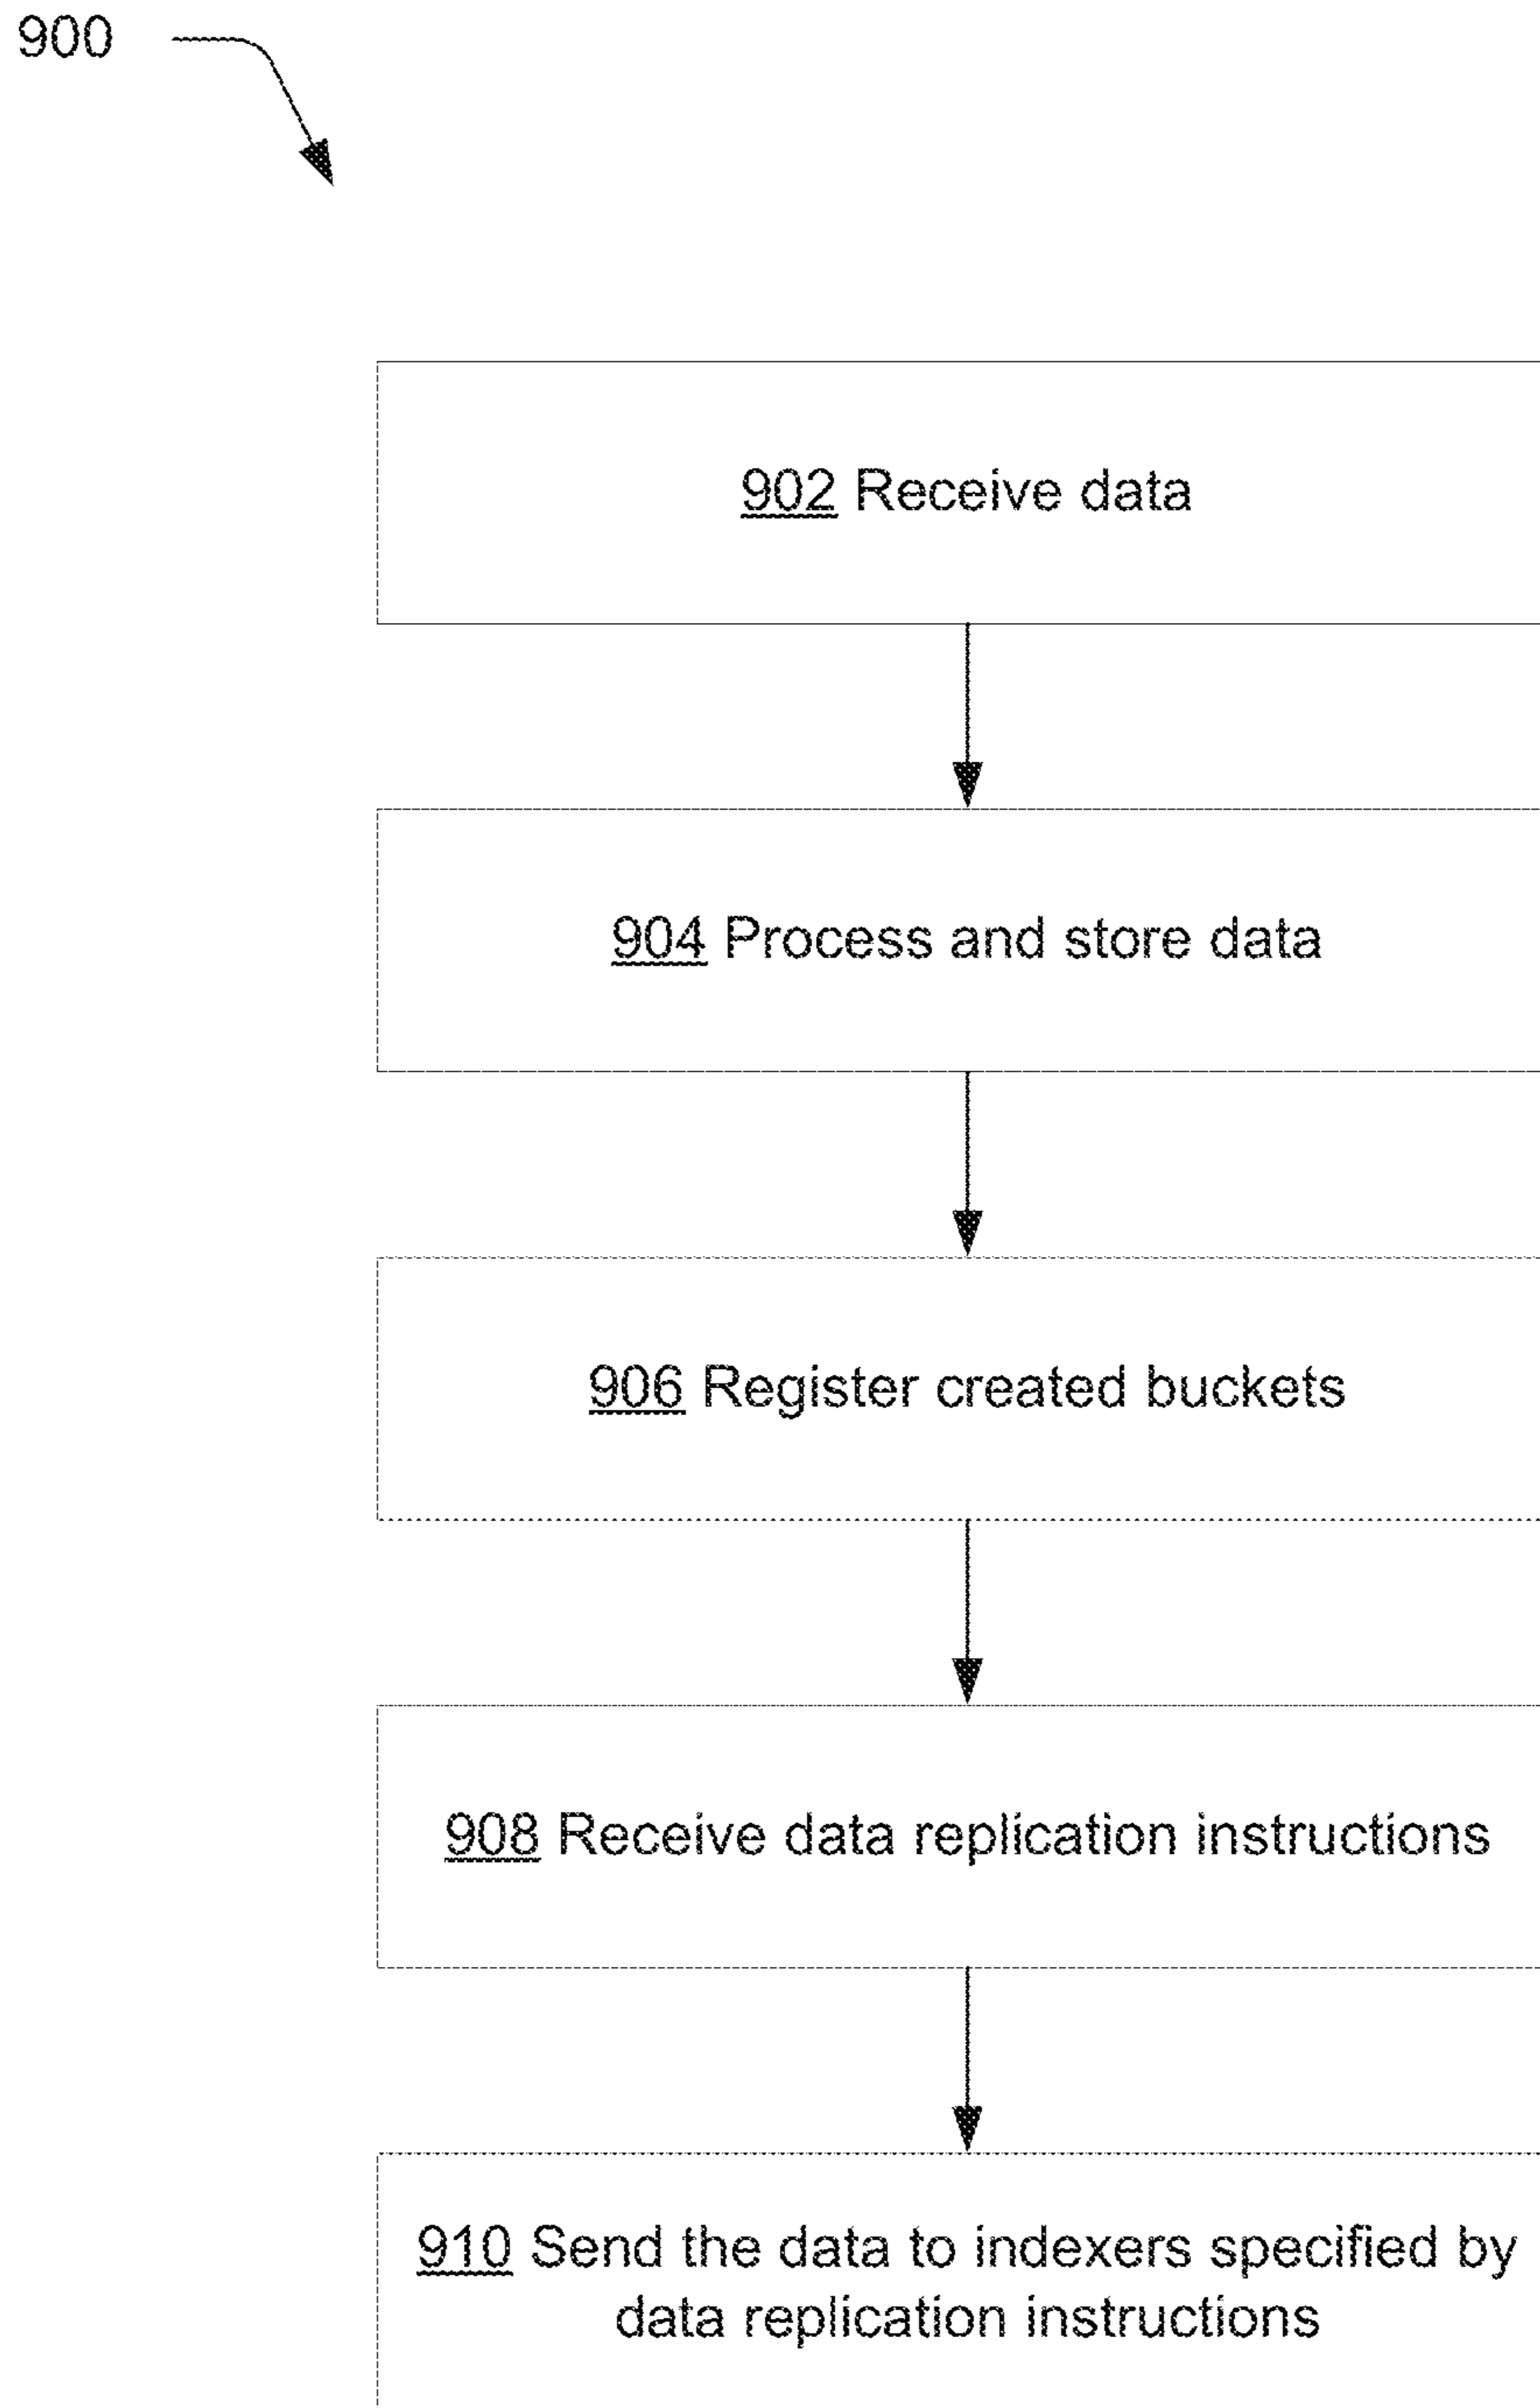 900
902 Receive data
904 Process and store data
906 Register created buckets
908 Receive data replication instructions
910 Send the data to indexers specified by
data replication instructions